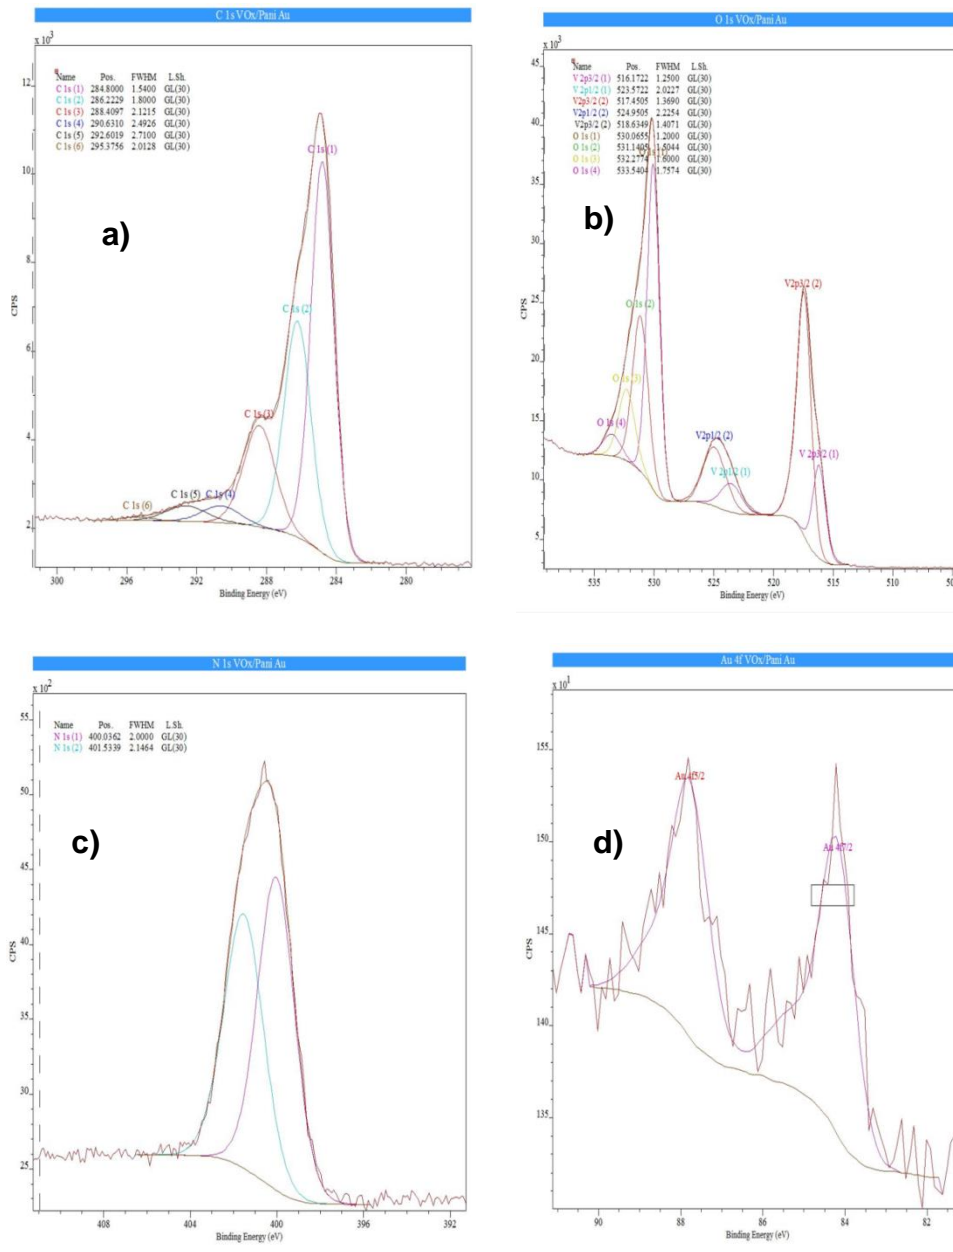 C 1s VOx/Pani Au
x 10³
Name Pos. FWHM L.Sh.
C 1s (1) 284.8000 1.5400 GL(30)
C 1s (2) 286.2229 1.8000 GL(30)
C 1s (3) 288.4097 2.1215 GL(30)
C 1s (4) 290.6310 2.4926 GL(30)
C 1s (5) 292.6019 2.7100 GL(30)
C 1s (6) 295.3756 2.0128 GL(30)
12
10
8
6
4
2
CPS
a)
C 1s (1)
C 1s (2)
C 1s (3)
C 1s (4)
C 1s (5)
C 1s (6)
300 296 292 288 284 280
Binding Energy (eV)
O 1s VOx/Pani Au
x 10³
Name Pos. FWHM L.Sh.
V 2p3/2 (1) 516.1722 1.2500 GL(30)
V 2p1/2 (1) 523.5722 2.0227 GL(30)
V2p3/2 (2) 517.4505 1.3690 GL(30)
V2p1/2 (2) 524.9505 2.2254 GL(30)
V2p3/2 (2) 518.6349 1.4071 GL(30)
O 1s (1) 530.0655 1.2000 GL(30)
O 1s (2) 531.1405 1.5044 GL(30)
O 1s (3) 532.2774 1.6000 GL(30)
O 1s (4) 533.5404 1.7574 GL(30)
45
40
35
30
25
20
15
10
5
CPS
b)
O 1s (1)
O 1s (2)
O 1s (3)
O 1s (4)
V2p1/2 (2)
V 2p1/2 (1)
V2p3/2 (2)
V 2p3/2 (1)
535 530 525 520 515 510
Binding Energy (eV)
N 1s VOx/Pani Au
x 10²
Name Pos. FWHM L.Sh.
N 1s (1) 400.0362 2.0000 GL(30)
N 1s (2) 401.5339 2.1464 GL(30)
55
50
45
40
35
30
25
CPS
c)
408 404 400 396 392
Binding Energy (eV)
Au 4f VOx/Pani Au
x 10¹
155
150
145
140
135
CPS
d)
Au 4f5/2
Au 4f7/2
90 88 86 84 82
Binding Energy (eV)